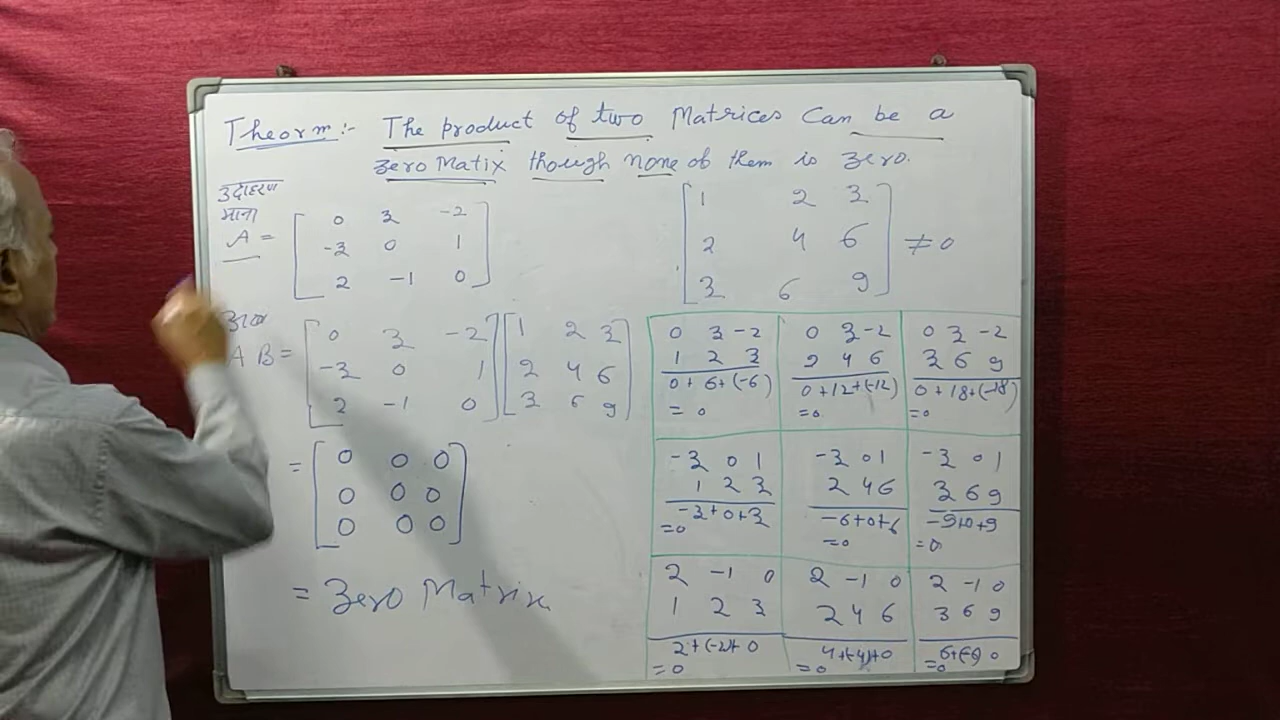 Theorm:- The product of two Matrices Can be a
zero Matix though none of them is zero.
उदाहरण
माना
A = [ 0 3 -2
-3 0 1
2 -1 0 ]
[ 1 2 3
2 4 6
3 6 9 ] ≠ 0
AB = [ 0 3 -2 ] [ 1 2 3 ]
-3 0 1 2 4 6
2 -1 0 3 6 9
= [ 0 0 0
0 0 0
0 0 0 ]
= Zero Matrix
0 3 -2
1 2 3
0+6+(-6)
= 0
0 3 -2
2 4 6
0+12+(-12)
=0
0 3 -2
3 6 9
0+18+(-18)
=0
-3 0 1
1 2 3
-3+0+3
=0
-3 0 1
2 4 6
-6+0+6
=0
-3 0 1
3 6 9
-9+0+9
=0
2 -1 0
1 2 3
2+(-2)+0
=0
2 -1 0
2 4 6
4+(-4)+0
=0
2 -1 0
3 6 9
6+(-6) 0
=0